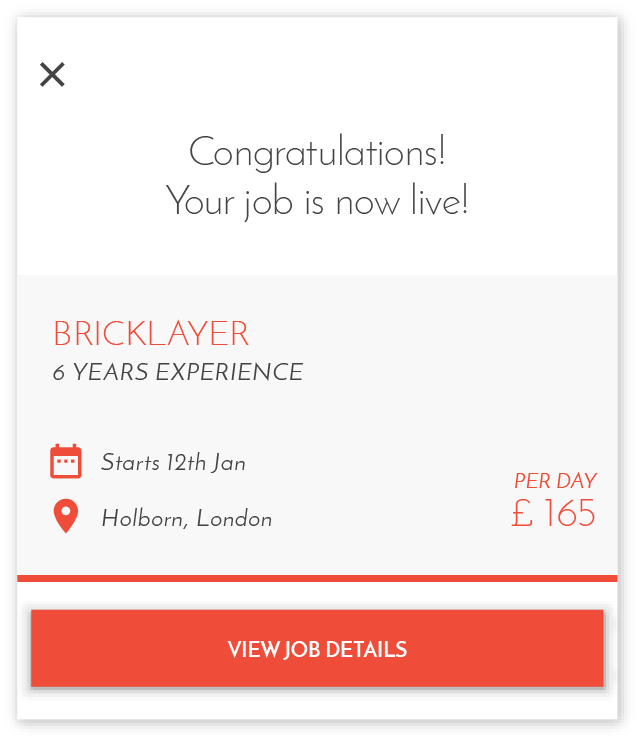 Congratulations!
Your job is now live!
BRICKLAYER
6 YEARS EXPERIENCE
Starts 12th Jan
Holborn, London
PER DAY
£ 165
VIEW JOB DETAILS